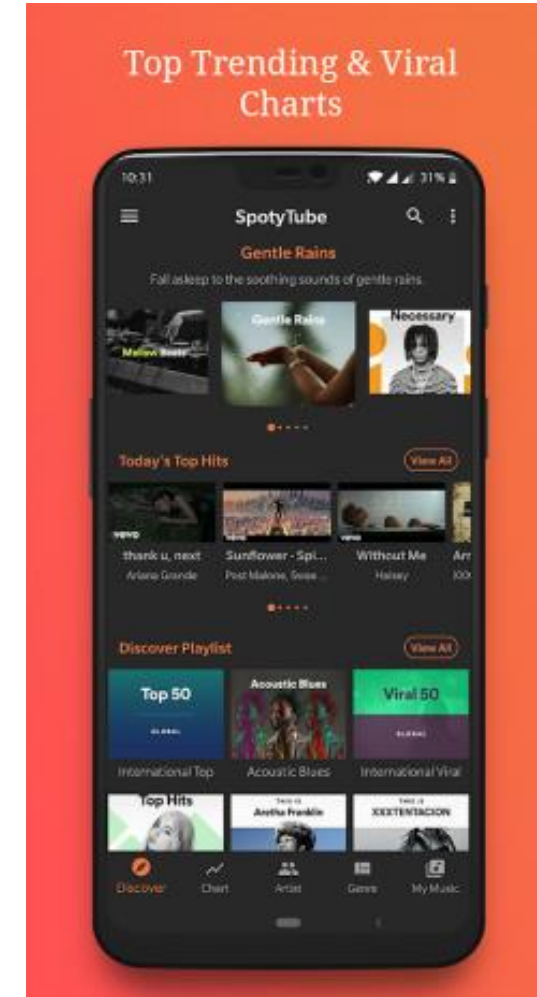 Top Trending & Viral
Charts
10:31
31%
SpotyTube
Gentle Rains
Fall asleep to the soothing sounds of gentle rains.
Mellow Beats
Gentle Rains
Necessary
Today's Top Hits
View All
vevo
vevo
thank u, next
Sunflower - Spi...
Without Me
Arr
Ariana Grande
Post Malone, Swae ...
Halsey
XXX
Discover Playlist
View All
Top 50
GLOBAL
Acoustic Blues
Viral 50
GLOBAL
International Top
Acoustic Blues
International Viral
Top Hits
THIS IS
Aretha Franklin
THIS IS
XXXTENTACION
Discover
Chart
Artist
Genre
My Music